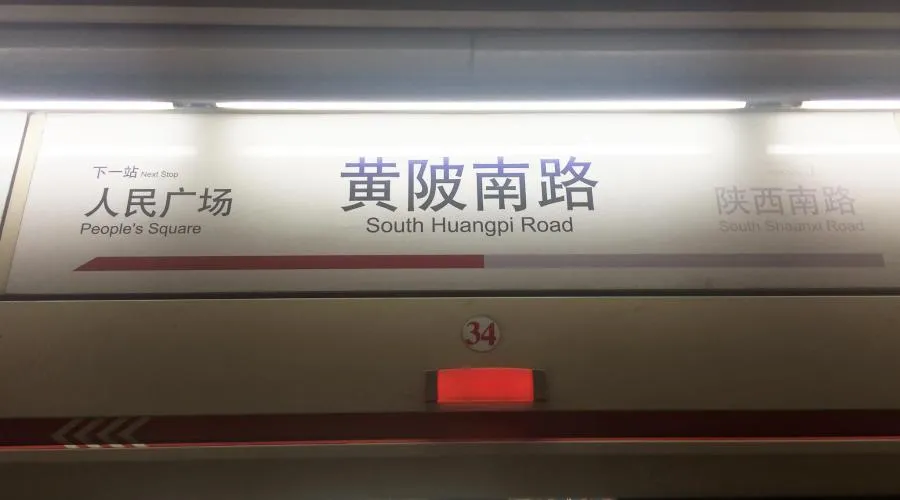 下一站 Next Stop
人民广场
People's Square
黄陂南路
South Huangpi Road
陕西南路
South Shaanxi Road
34